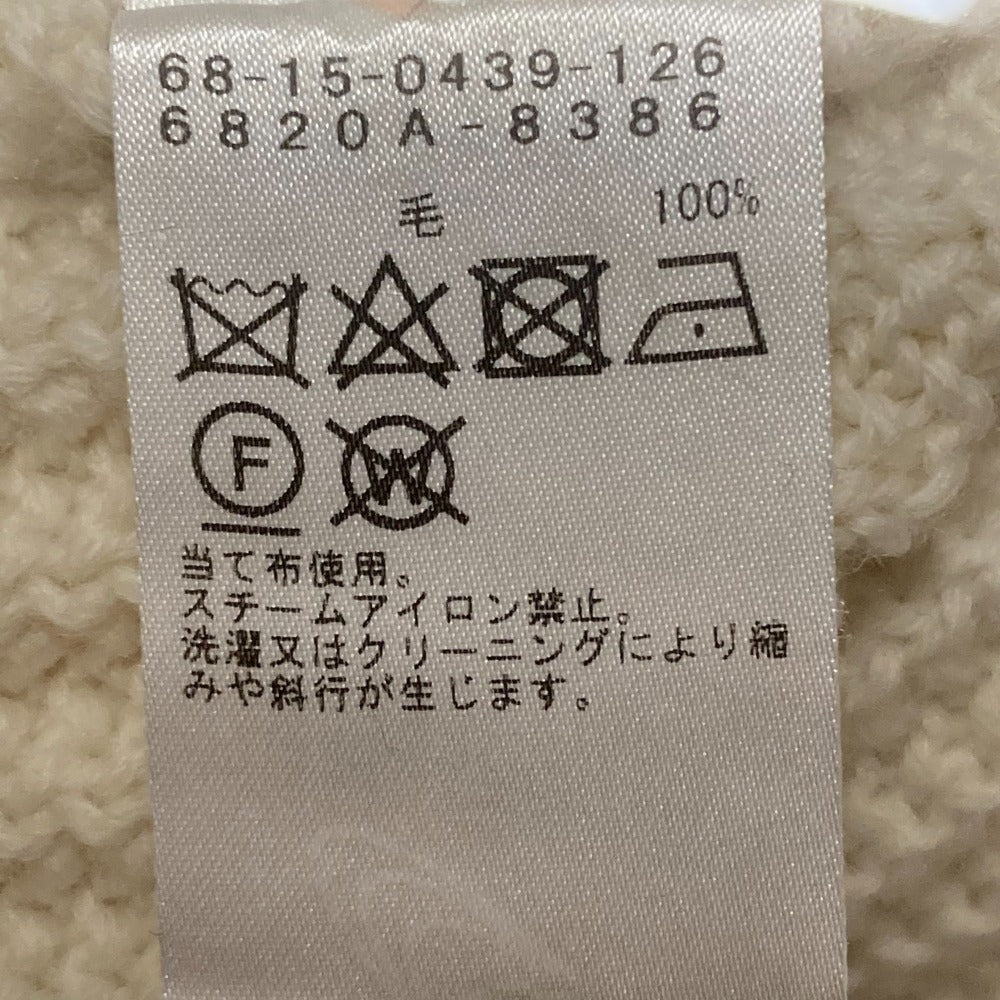 68-15-0439-126
6820A-8386
毛 100%
F W
当て布使用。
スチームアイロン禁止。
洗濯又はクリーニングにより縮
みや斜行が生じます。